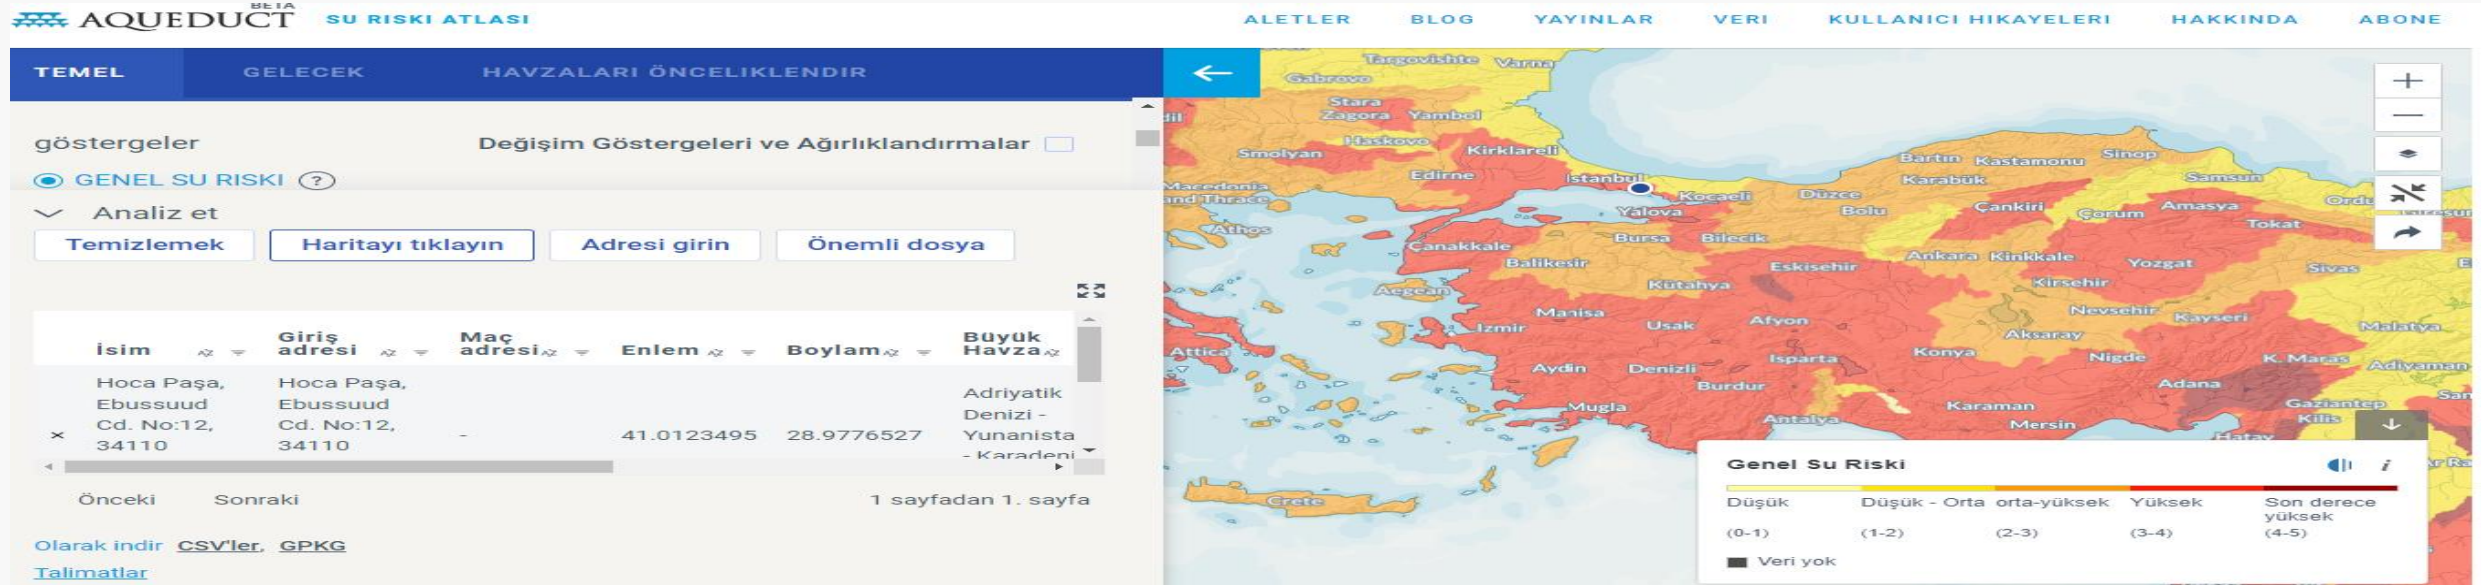 BETA
AQUEDUCT SU RISKI ATLASI
ALETLER BLOG YAYINLAR VERI KULLANICI HIKAYELERI HAKKINDA ABONE
TEMEL GELECEK HAVZALARI ÖNCELIKLENDIR
göstergeler Değişim Göstergeleri ve Ağırlıklandırmalar
GENEL SU RISKI ?
Analiz et
Temizlemek Haritayı tıklayın Adresi girin Önemli dosya
İsim Giriş adresi Maç adresi Enlem Boylam Büyük Havza
Hoca Paşa, Ebussuud Cd. No:12, 34110
Hoca Paşa, Ebussuud Cd. No:12, 34110
-
41.0123495 28.9776527
Adriyatik
Denizi -
Yunanista
- Karadeni
Önceki Sonraki 1 sayfadan 1. sayfa
Olarak indir CSV'ler, GPKG
Talimatlar
Targovishte Varna
Gabrovo
Stara
Zagora Yambol
Haskovo
Smolyan Kirklareli
Edirne Istanbul
Macedonia
and Thrace
Kocaeli Düzce
Bartın Kastamonu Sinop
Karabük Samsun
Yalova Bolu Çankiri Çorum Amasya Ordu
Athos Tokat
Çanakkale Bursa Bilecik
Balikesir Eskisehir Ankara Kinkkale Yozgat Sivas
Kütahya Kirsehir
Aegean
Manisa Usak Afyon Nevsehir Kayseri
Izmir Aksaray Malatya
Attica Isparta Konya Nigde K. Maras
Aydin Denizli Adiyaman
Burdur Adana
Mugla Karaman Gaziantep
Antalya Mersin Kilis
Hatay
Crete
Genel Su Riski i
Düşük Düşük - Orta orta-yüksek Yüksek Son derece yüksek
(0-1) (1-2) (2-3) (3-4) (4-5)
Veri yok